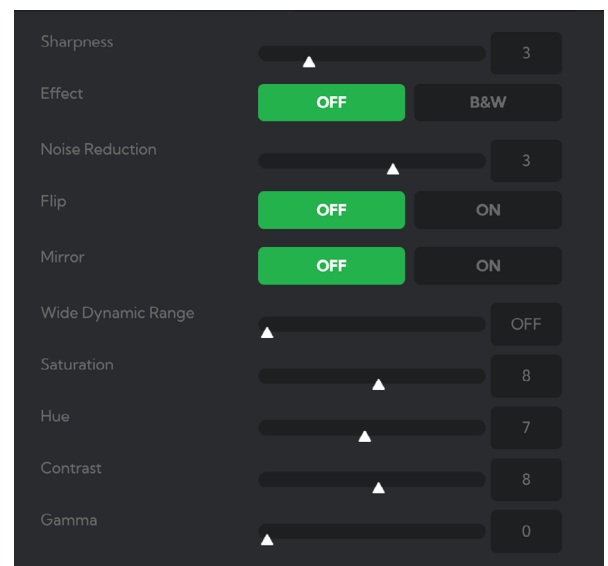 Sharpness 3
Effect OFF B&W
Noise Reduction 3
Flip OFF ON
Mirror OFF ON
Wide Dynamic Range OFF
Saturation 8
Hue 7
Contrast 8
Gamma 0